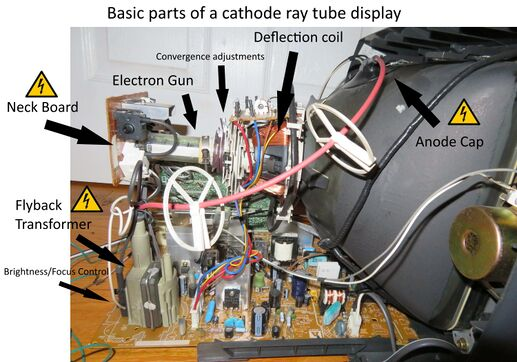 Basic parts of a cathode ray tube display
Deflection coil
Convergence adjustments
Electron Gun
Neck Board
Anode Cap
Flyback
Transformer
Brightness/Focus Control